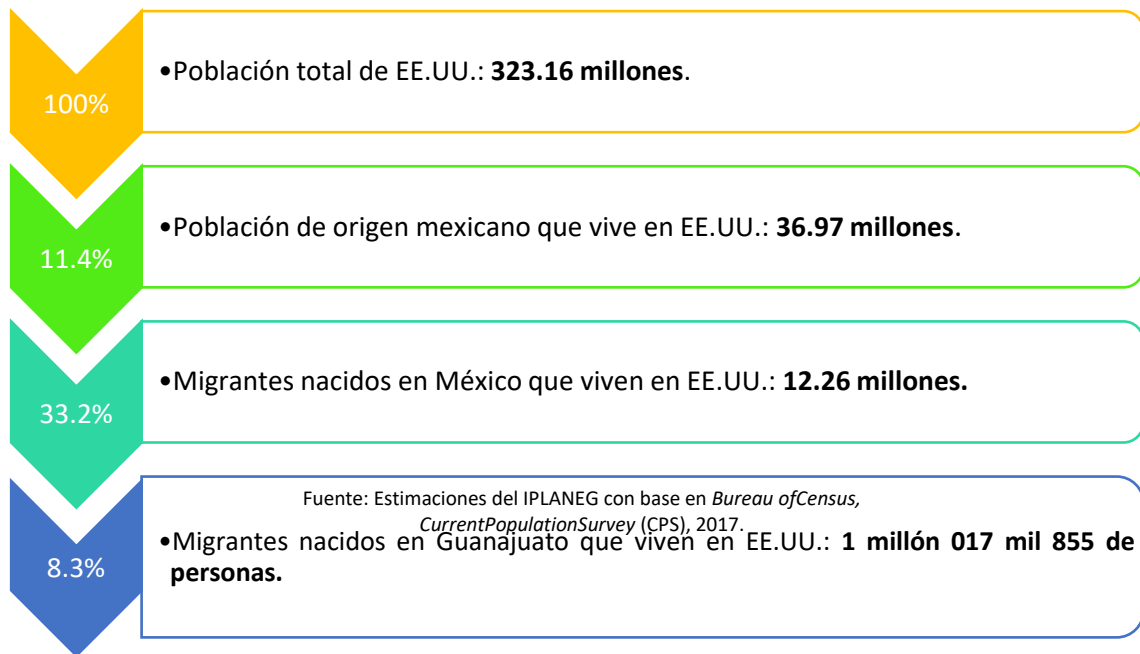 100%
•Población total de EE.UU.: 323.16 millones.
11.4%
•Población de origen mexicano que vive en EE.UU.: 36.97 millones.
33.2%
•Migrantes nacidos en México que viven en EE.UU.: 12.26 millones.
8.3%
Fuente: Estimaciones del IPLANEG con base en Bureau ofCensus,
CurrentPopulationSurvey (CPS), 2017.
•Migrantes nacidos en Guanajuato que viven en EE.UU.: 1 millón 017 mil 855 de
personas.